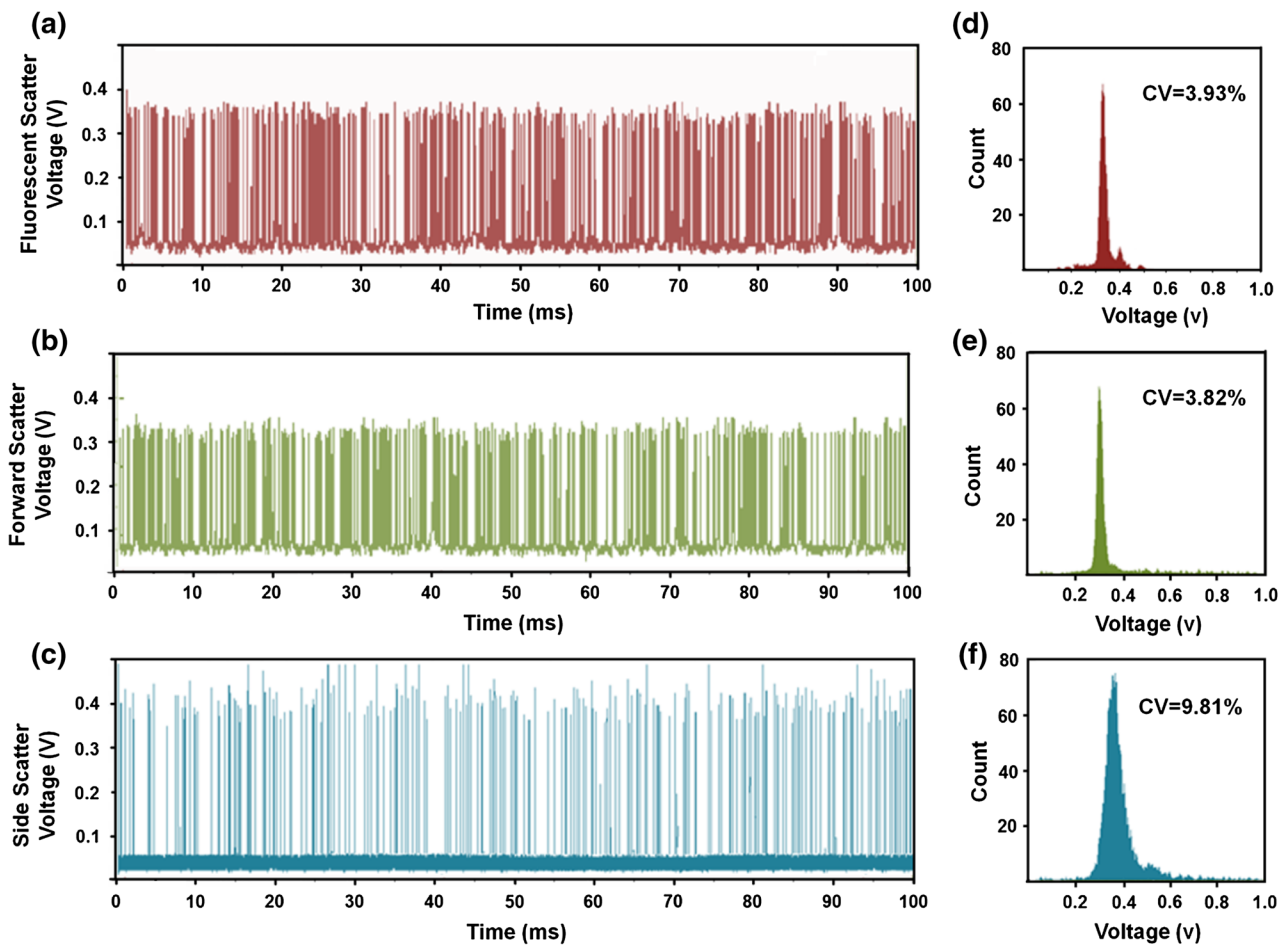 (a)
Fluorescent Scatter
Voltage (V)
0.4
0.3
0.2
0.1
0 10 20 30 40 50 60 70 80 90 100
Time (ms)
(d)
Count
80
60
40
20
CV=3.93%
0.2 0.4 0.6 0.8 1.0
Voltage (v)
(b)
Forward Scatter
Voltage (V)
0.4
0.3
0.2
0.1
0 10 20 30 40 50 60 70 80 90 100
Time (ms)
(e)
Count
80
60
40
20
CV=3.82%
0.2 0.4 0.6 0.8 1.0
Voltage (v)
(c)
Side Scatter
Voltage (V)
0.4
0.3
0.2
0.1
0 10 20 30 40 50 60 70 80 90 100
Time (ms)
(f)
Count
80
60
40
20
CV=9.81%
0.2 0.4 0.6 0.8 1.0
Voltage (v)